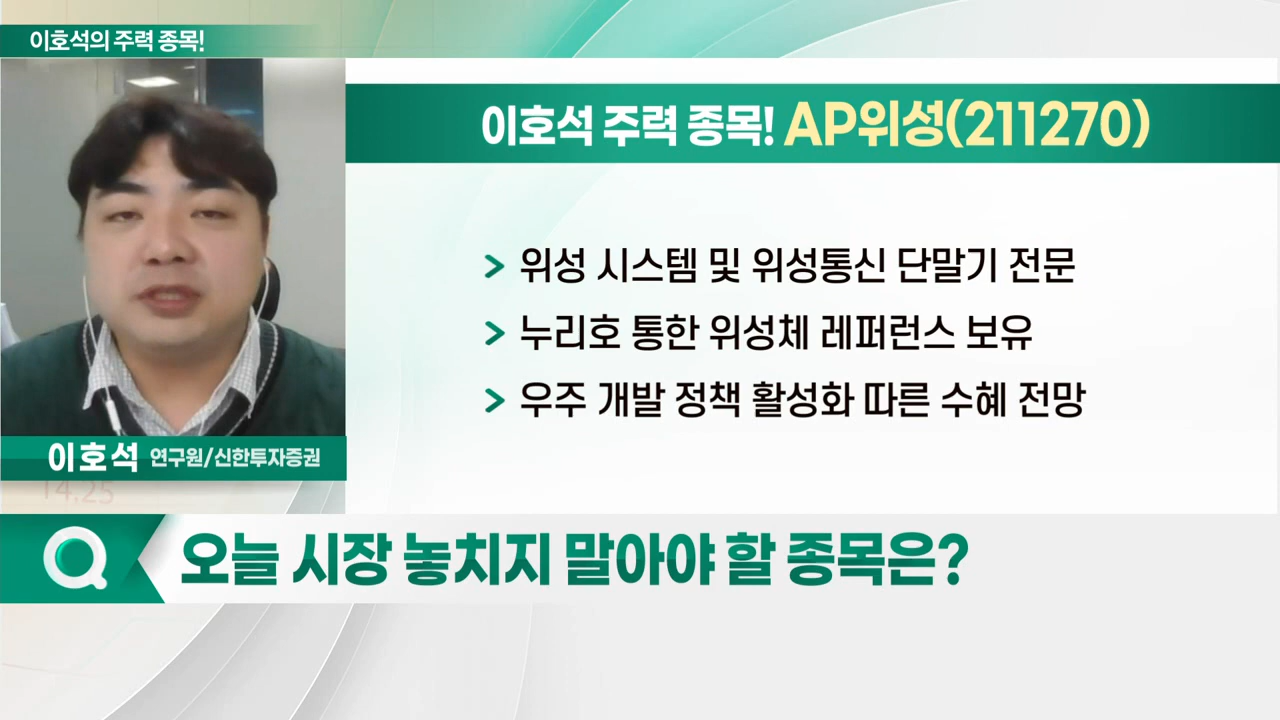 이호석의 주력 종목!
이호석 주력 종목! AP위성(211270)
> 위성 시스템 및 위성통신 단말기 전문
> 누리호 통한 위성체 레퍼런스 보유
> 우주 개발 정책 활성화 따른 수혜 전망
이호석 연구원/신한투자증권
14.25
Q 오늘 시장 놓치지 말아야 할 종목은?